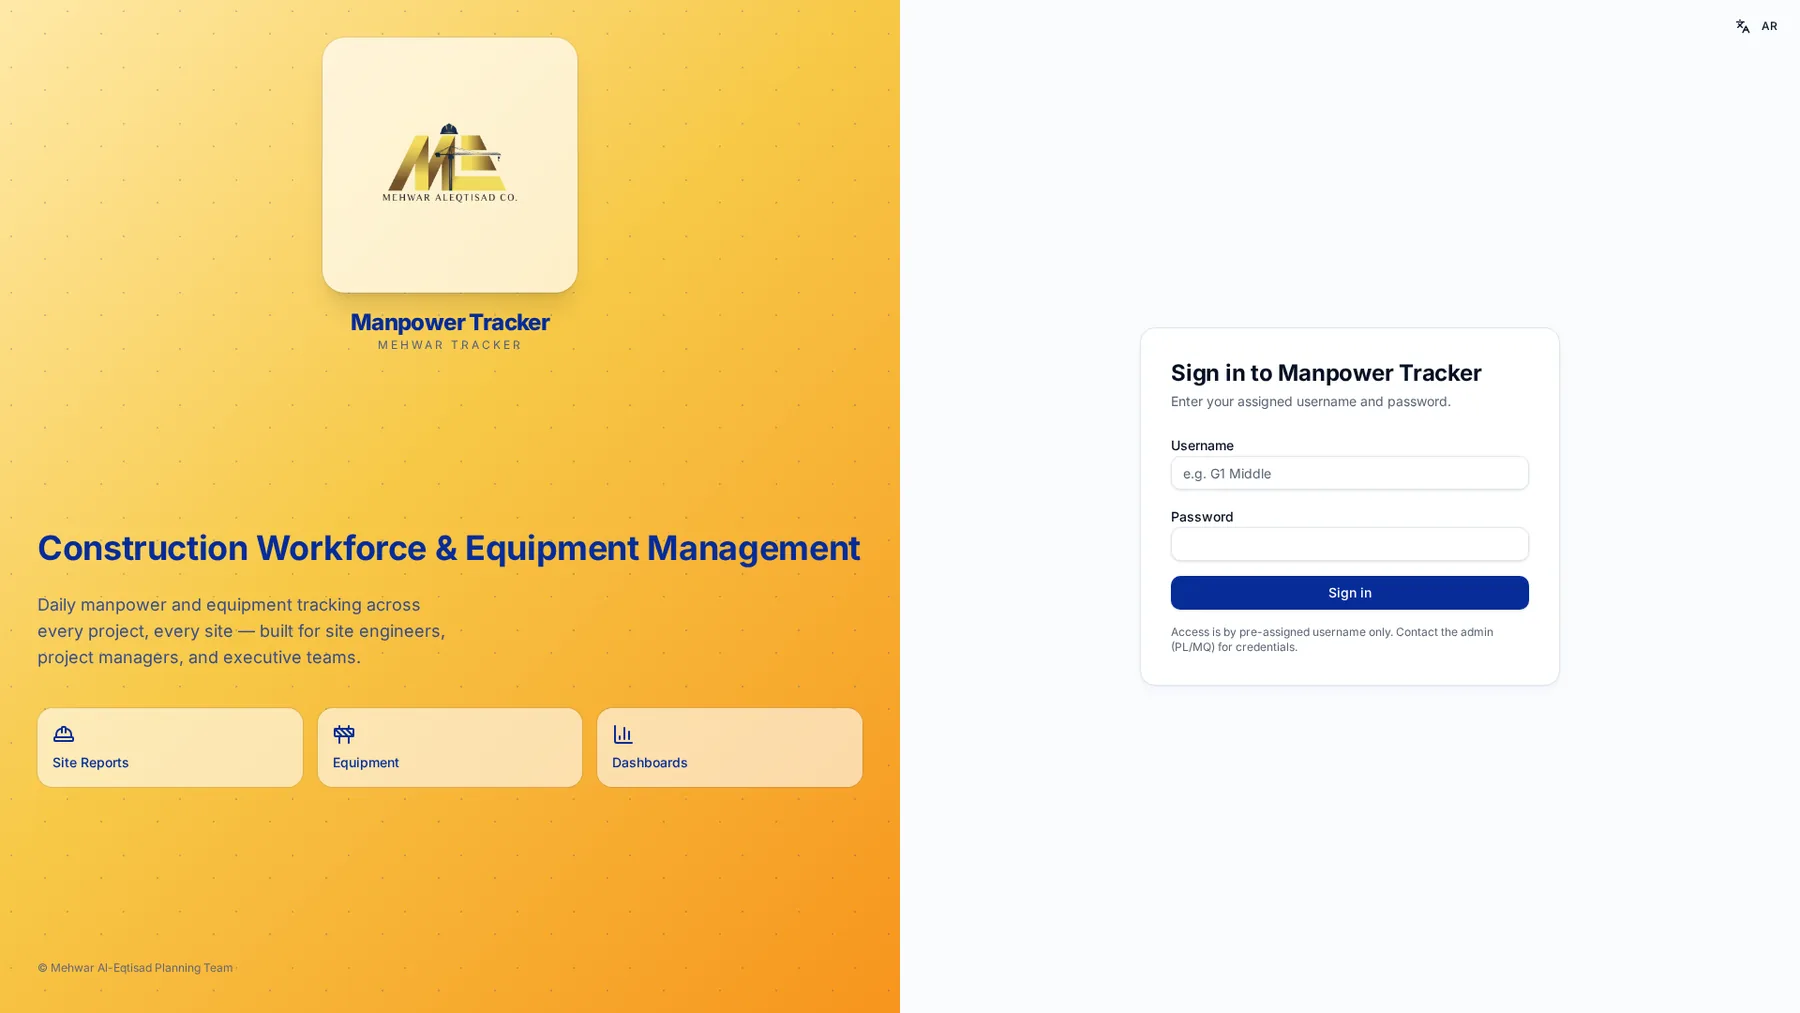 ME
MEHWAR ALEQTISAD CO.
Manpower Tracker
MEHWAR TRACKER
Construction Workforce & Equipment Management
Daily manpower and equipment tracking across
every project, every site — built for site engineers,
project managers, and executive teams.
Site Reports
Equipment
Dashboards
© Mehwar Al-Eqtisad Planning Team
AR
Sign in to Manpower Tracker
Enter your assigned username and password.
Username
e.g. G1 Middle
Password
Sign in
Access is by pre-assigned username only. Contact the admin
(PL/MQ) for credentials.